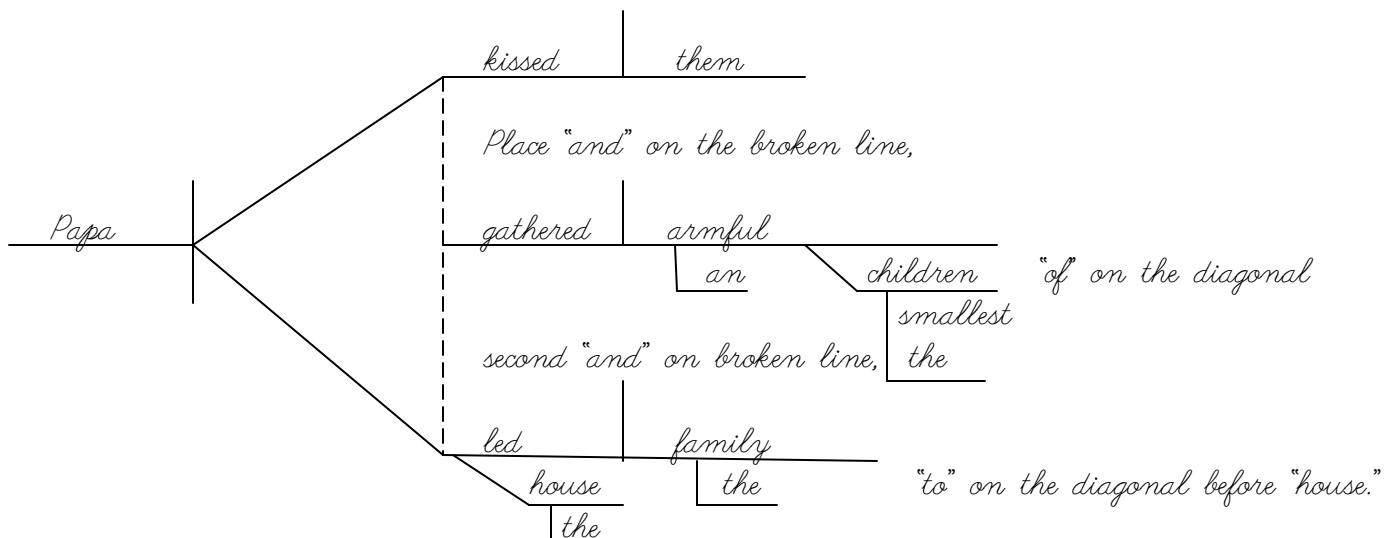 kissed them
Place “and” on the broken line,
Papa
gathered armful
an children “of” on the diagonal
smallest
second “and” on broken line, the
led family
house the “to” on the diagonal before “house.”
the